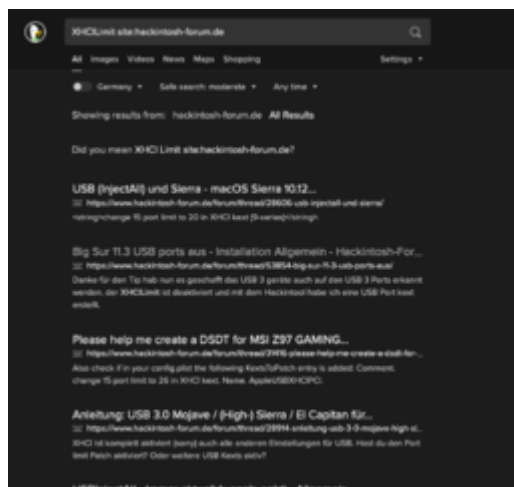 XHCILimit site:hackintosh-forum.de
All Images Videos News Maps Shopping Settings
Germany Safe search: moderate Any time
Showing results from: hackintosh-forum.de All Results
Did you mean XHCI Limit site:hackintosh-forum.de?
USB (InjectAll) und Sierra - macOS Sierra 10.12...
https://www.hackintosh-forum.de/forum/thread/28606-usb-injectall-und-sierra/
<string>change 15 port limit to 20 in XHCI kext (9-series)</string>
Big Sur 11.3 USB ports aus - Installation Allgemein - Hackintosh-For...
https://www.hackintosh-forum.de/forum/thread/53854-big-sur-11-3-usb-ports-aus/
Danke für den Tip hab nun es geschafft das USB 3 geräte auch auf den USB 3 Ports erkannt
werden. der XHCILimit ist deaktiviert und mit dem Hackintool habe ich eine USB Port kext
erstellt.
Please help me create a DSDT for MSI Z97 GAMING...
https://www.hackintosh-forum.de/forum/thread/31416-please-help-me-create-a-dsdt-for-...
Also check if in your config.plist the following KextsToPatch entry is added: Comment.
change 15 port limit to 26 in XHCI kext. Name. AppleUSBXHCIPCI.
Anleitung: USB 3.0 Mojave / (High-) Sierra / El Capitan für...
https://www.hackintosh-forum.de/forum/thread/28914-anleitung-usb-3-0-mojave-high-si...
XHCI ist komplett aktiviert (sorry) auch alle anderen Einstellungen für USB. Hast du den Port
limit Patch aktiviert? Oder weitere USB Kexts aktiv?